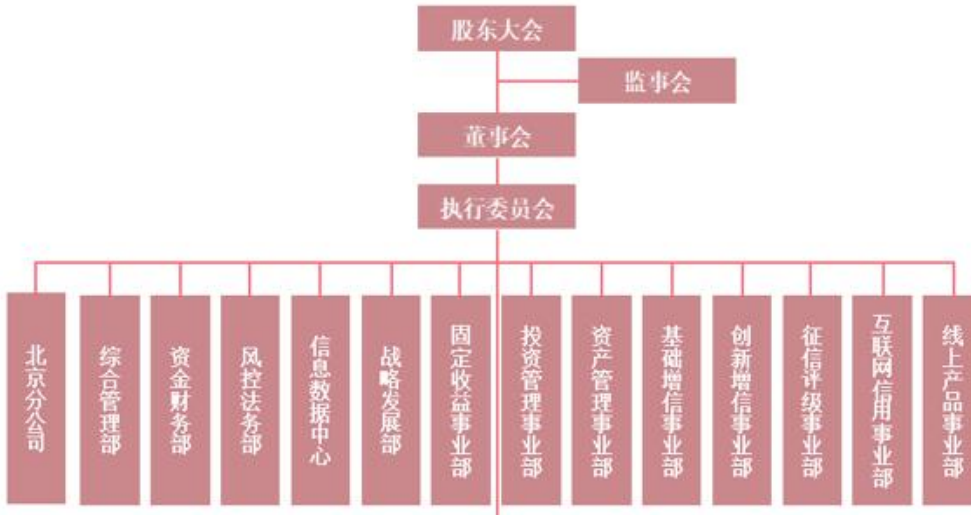 股东大会
监事会
董事会
执行委员会
北京分公司
综合管理部
资金财务部
风控法务部
信息数据中心
战略发展部
固定收益事业部
投资管理事业部
资产管理事业部
基础增信事业部
创新增信事业部
征信评级事业部
互联网信用事业部
线上产品事业部